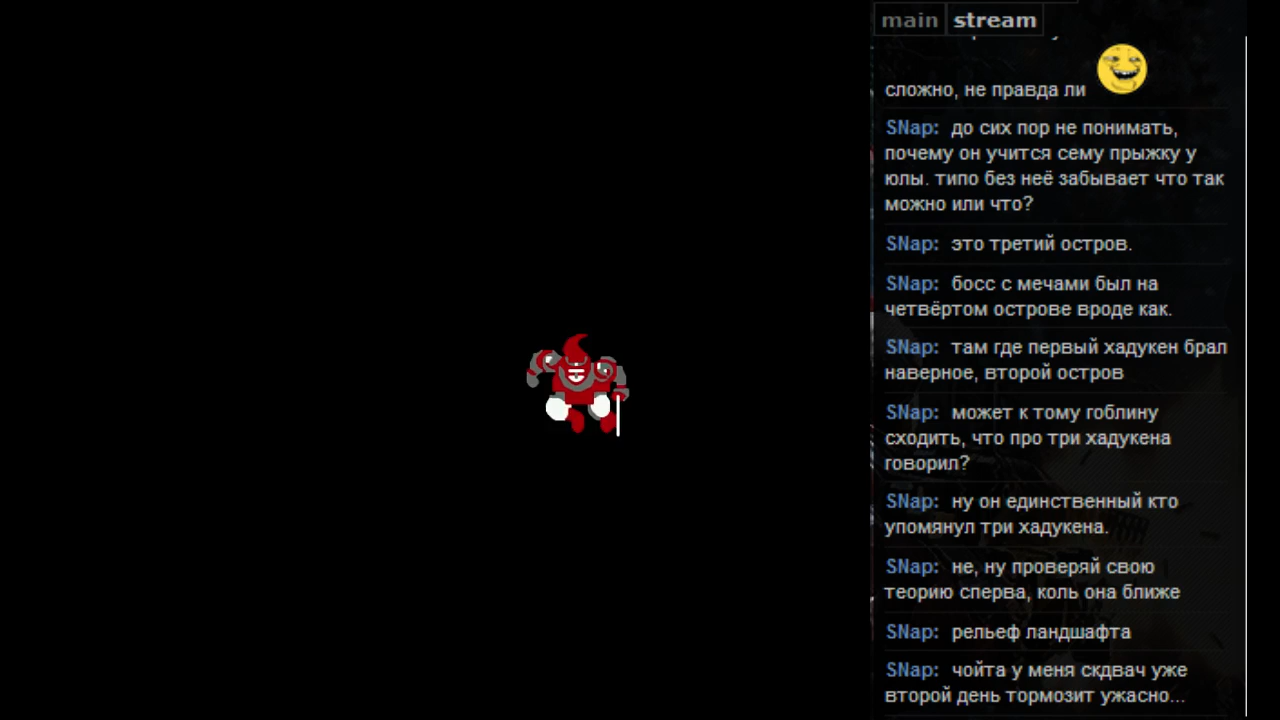 main stream
сложно, не правда ли
SNap: до сих пор не понимать,
почему он учится сему прыжку у
юлы. типо без неё забывает что так
можно или что?
SNap: это третий остров.
SNap: босс с мечами был на
четвёртом острове вроде как.
SNap: там где первый хадукен брал
наверное, второй остров
SNap: может к тому гоблину
сходить, что про три хадукена
говорил?
SNap: ну он единственный кто
упомянул три хадукена.
SNap: не, ну проверяй свою
теорию сперва, коль она ближе
SNap: рельеф ландшафта
SNap: чойта у меня скдвач уже
второй день тормозит ужасно...